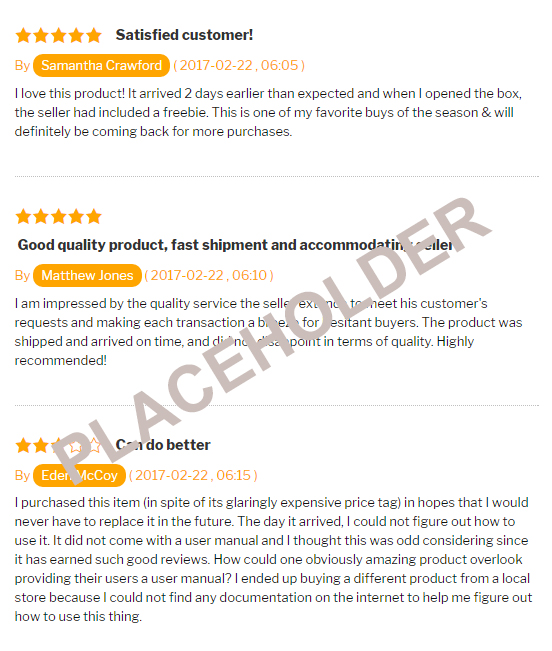 Satisfied customer!
By Samantha Crawford ( 2017-02-22 , 06:05 )
I love this product! It arrived 2 days earlier than expected and when I opened the box,
the seller had included a freebie. This is one of my favorite buys of the season & will
definitely be coming back for more purchases.
Good quality product, fast shipment and accommodating seller
By Matthew Jones ( 2017-02-22 , 06:10 )
I am impressed by the quality service the seller extends to meet his customer's
requests and making each transaction a breeze for hesitant buyers. The product was
shipped and arrived on time, and did not disappoint in terms of quality. Highly
recommended!
PLACEHOLDER
Can do better
By Eden McCoy ( 2017-02-22 , 06:15 )
I purchased this item (in spite of its glaringly expensive price tag) in hopes that I would
never have to replace it in the future. The day it arrived, I could not figure out how to
use it. It did not come with a user manual and I thought this was odd considering since
it has earned such good reviews. How could one obviously amazing product overlook
providing their users a user manual? I ended up buying a different product from a local
store because I could not find any documentation on the internet to help me figure out
how to use this thing.